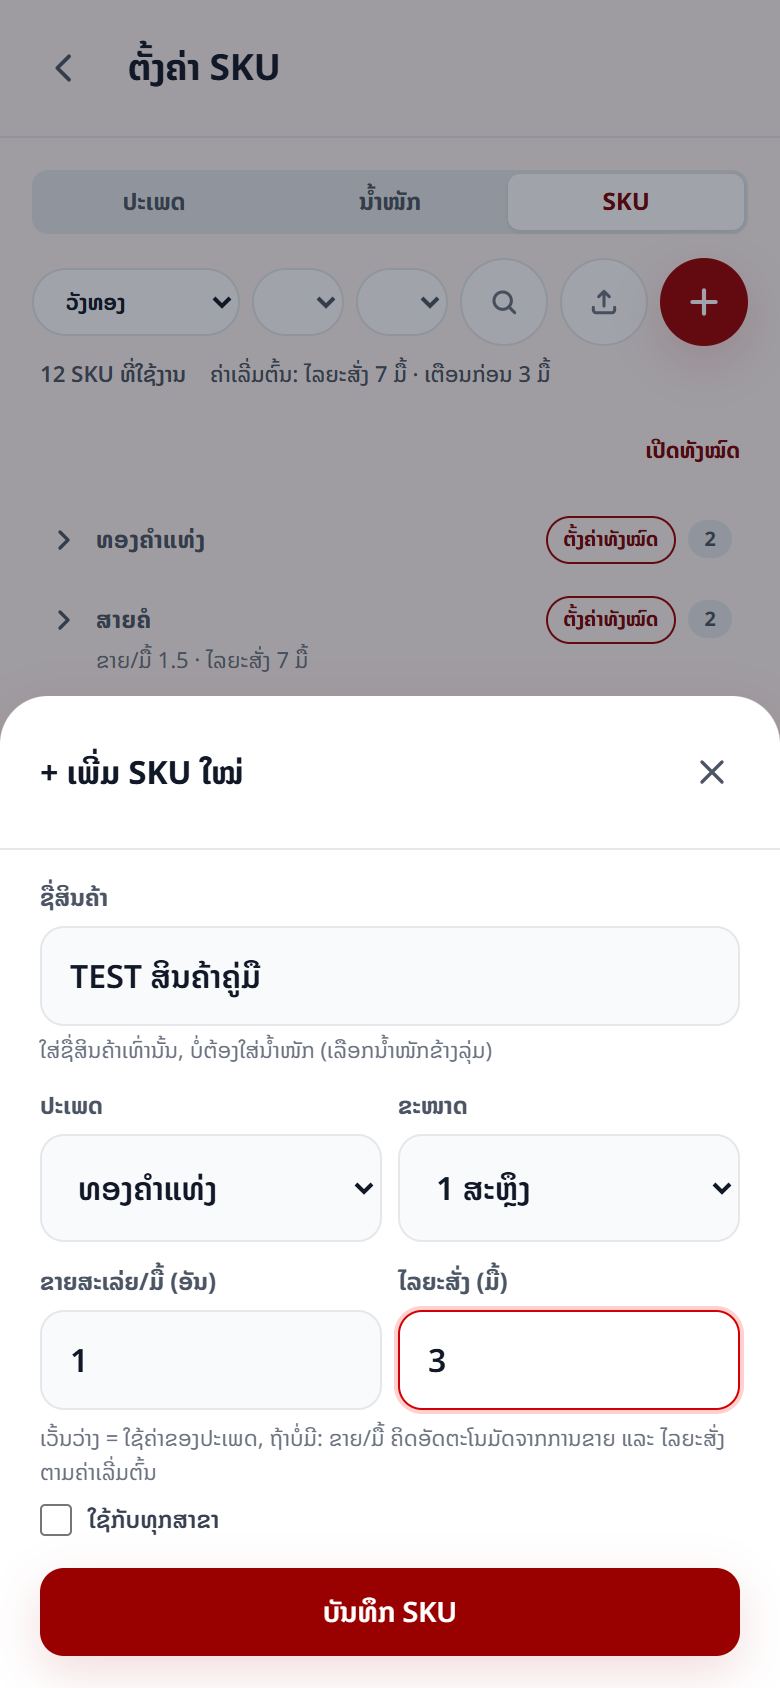 ຕັ້ງຄ່າ SKU
ປະເພດ
ນ້ຳໜັກ
SKU
ວັງທອງ
12 SKU ທີ່ໃຊ້ງານ
ຄ່າເລີ່ມຕົ້ນ: ໄລຍະສັ່ງ 7 ມື້ · ເຕືອນກ່ອນ 3 ມື້
ເປີດທັງໝົດ
ທອງຄຳແທ່ງ
ຕັ້ງຄ່າທັງໝົດ
2
ສາຍຄໍ
ຕັ້ງຄ່າທັງໝົດ
2
ຂາຍ/ມື້ 1.5 · ໄລຍະສັ່ງ 7 ມື້
+ ເພີ່ມ SKU ໃໝ່
ຊື່ສິນຄ້າ
TEST ສິນຄ້າຄູ່ມື
ໃສ່ຊື່ສິນຄ້າເທົ່ານັ້ນ, ບໍ່ຕ້ອງໃສ່ນ້ຳໜັກ (ເລືອກນ້ຳໜັກຂ້າງລຸ່ມ)
ປະເພດ
ຂະໜາດ
ທອງຄຳແທ່ງ
1 ສະຫຼຶງ
ຂາຍສະເລ່ຍ/ມື້ (ອັນ)
ໄລຍະສັ່ງ (ມື້)
1
3
ເວັ້ນວ່າງ = ໃຊ້ຄ່າຂອງປະເພດ, ຖ້າບໍ່ມີ: ຂາຍ/ມື້ ຄິດອັດຕະໂນມັດຈາກການຂາຍ ແລະ ໄລຍະສັ່ງ
ຕາມຄ່າເລີ່ມຕົ້ນ
ໃຊ້ກັບທຸກສາຂາ
ບັນທຶກ SKU